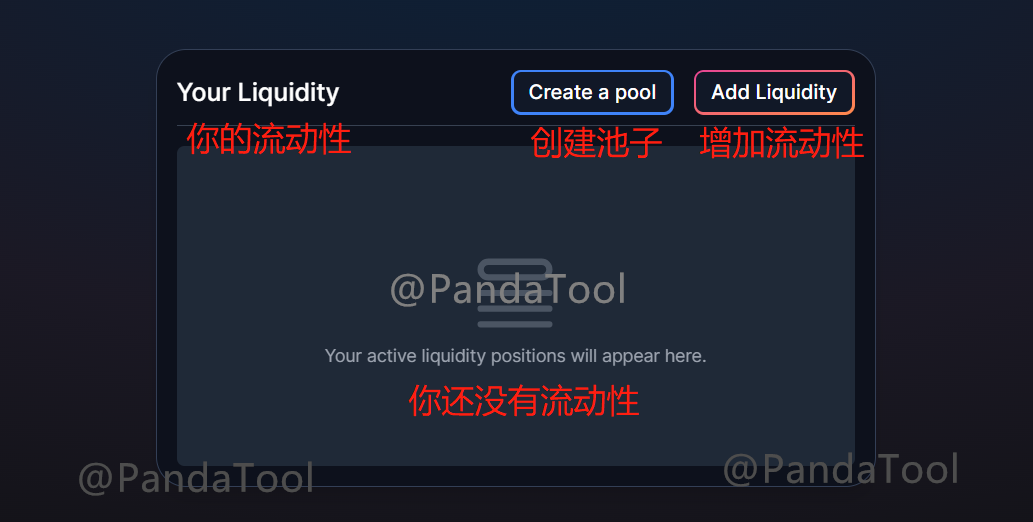 Your Liquidity
Create a pool
Add Liquidity
你的流动性
创建池子
增加流动性
@PandaTool
Your active liquidity positions will appear here.
你还没有流动性
@PandaTool
@PandaTool